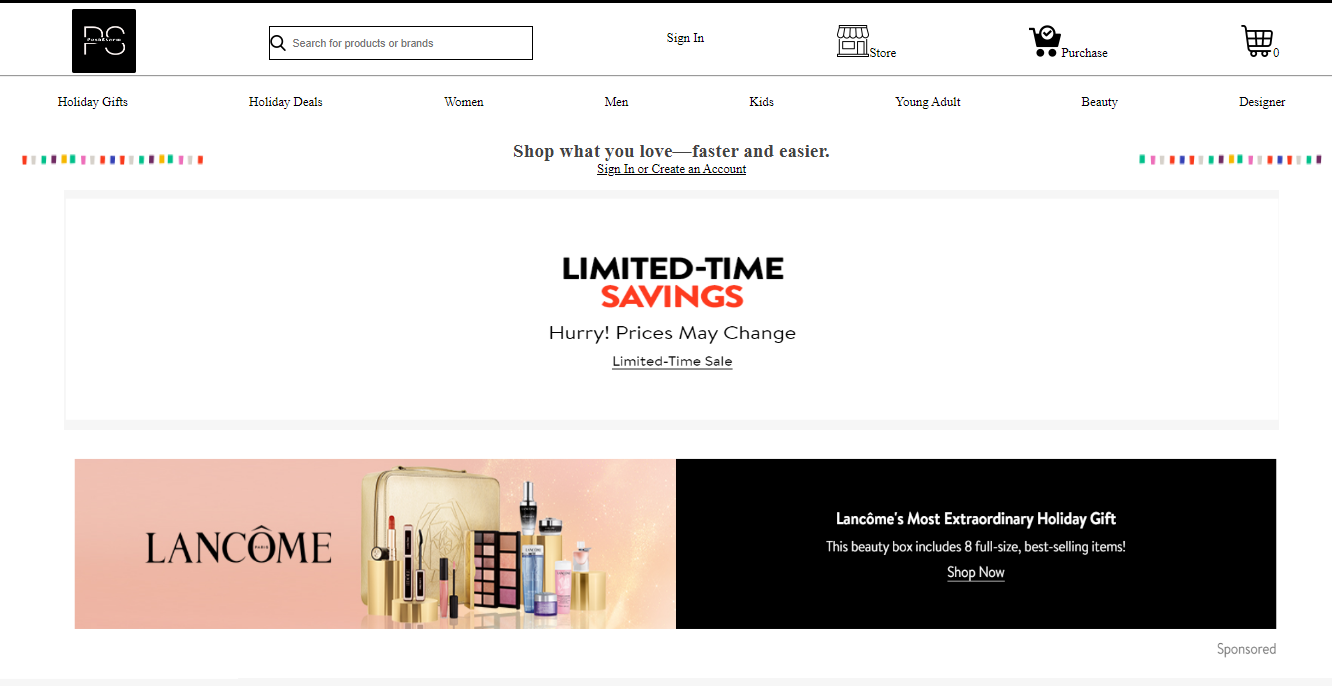 PS
Search for products or brands
Sign In
Store
Purchase
0
Holiday Gifts
Holiday Deals
Women
Men
Kids
Young Adult
Beauty
Designer
Shop what you love—faster and easier.
Sign In or Create an Account
LIMITED-TIME
SAVINGS
Hurry! Prices May Change
Limited-Time Sale
LANCÔME
PARIS
Lancôme's Most Extraordinary Holiday Gift
This beauty box includes 8 full-size, best-selling items!
Shop Now
Sponsored